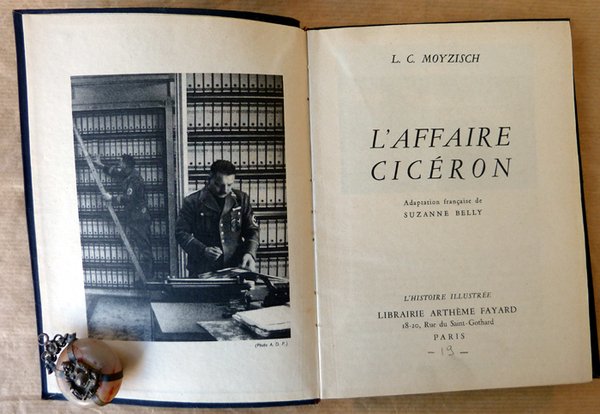 (Photo A. D. P.)
L. C. MOYZISCH
L'AFFAIRE
CICÉRON
Adaptation française de
SUZANNE BELLY
L'HISTOIRE ILLUSTRÉE
LIBRAIRIE ARTHÈME FAYARD
18-20, Rue du Saint-Gothard
PARIS
- 19 -